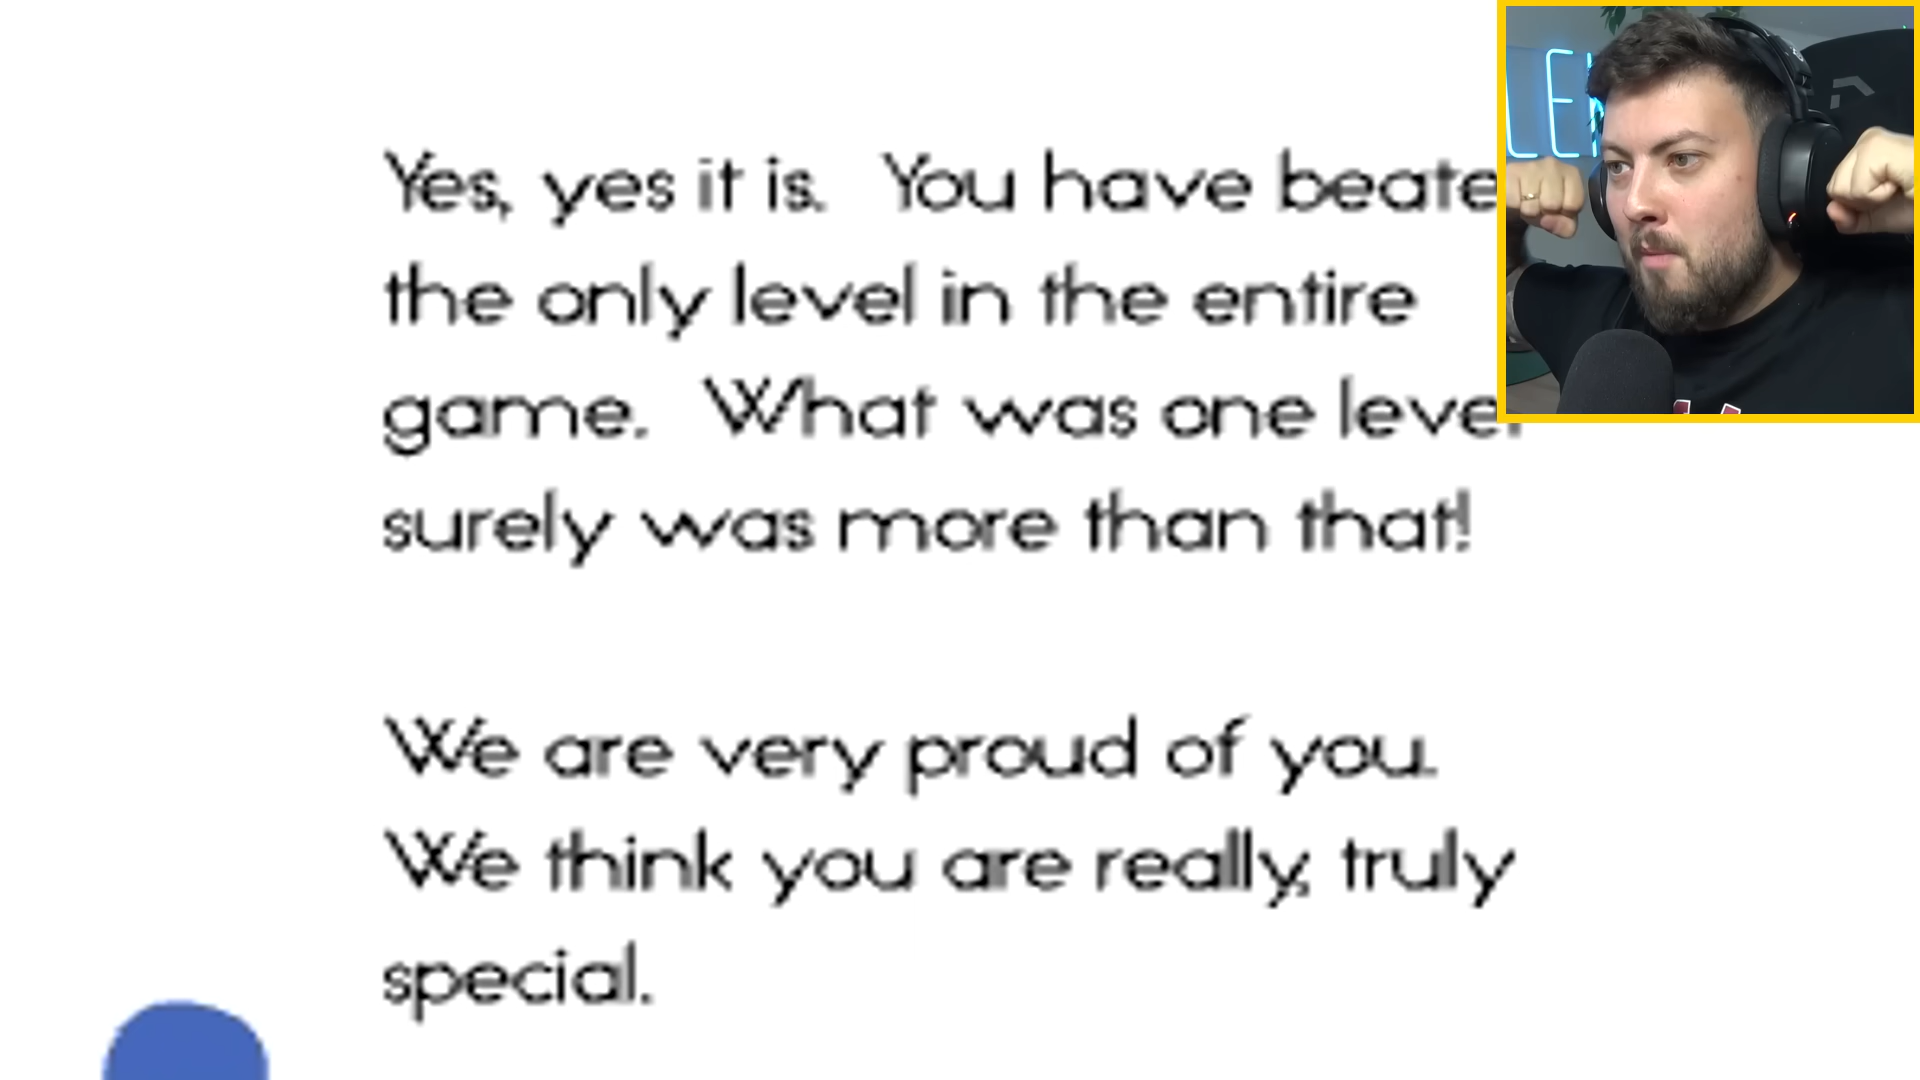 Yes, yes it is. You have beate
the only level in the entire
game. What was one level
surely was more than that!
We are very proud of you.
We think you are really, truly
special.